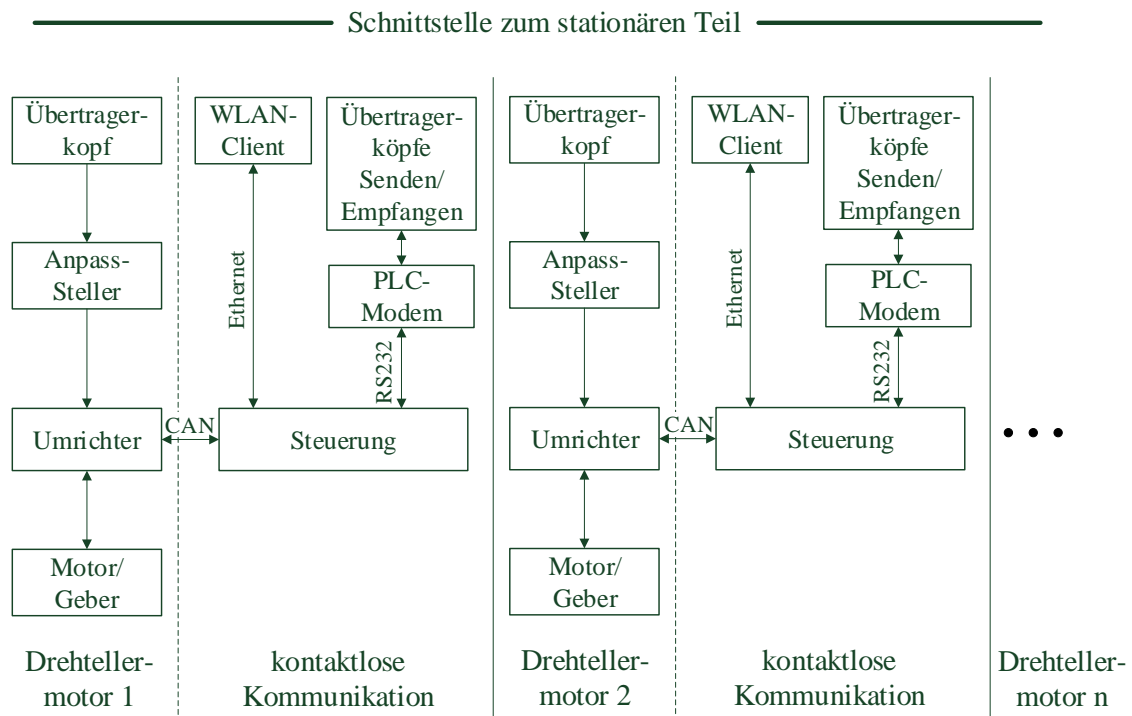 Schnittstelle zum stationären Teil
Übertrager-
kopf
WLAN-
Client
Übertrager-
köpfe
Senden/
Empfangen
Anpass-
Steller
Ethernet
PLC-
Modem
RS232
Umrichter
CAN
Steuerung
Motor/
Geber
Drehteller-
motor 1
kontaktlose
Kommunikation
Übertrager-
kopf
WLAN-
Client
Übertrager-
köpfe
Senden/
Empfangen
Anpass-
Steller
Ethernet
PLC-
Modem
RS232
Umrichter
CAN
Steuerung
Motor/
Geber
Drehteller-
motor 2
kontaktlose
Kommunikation
• • •
Drehteller-
motor n